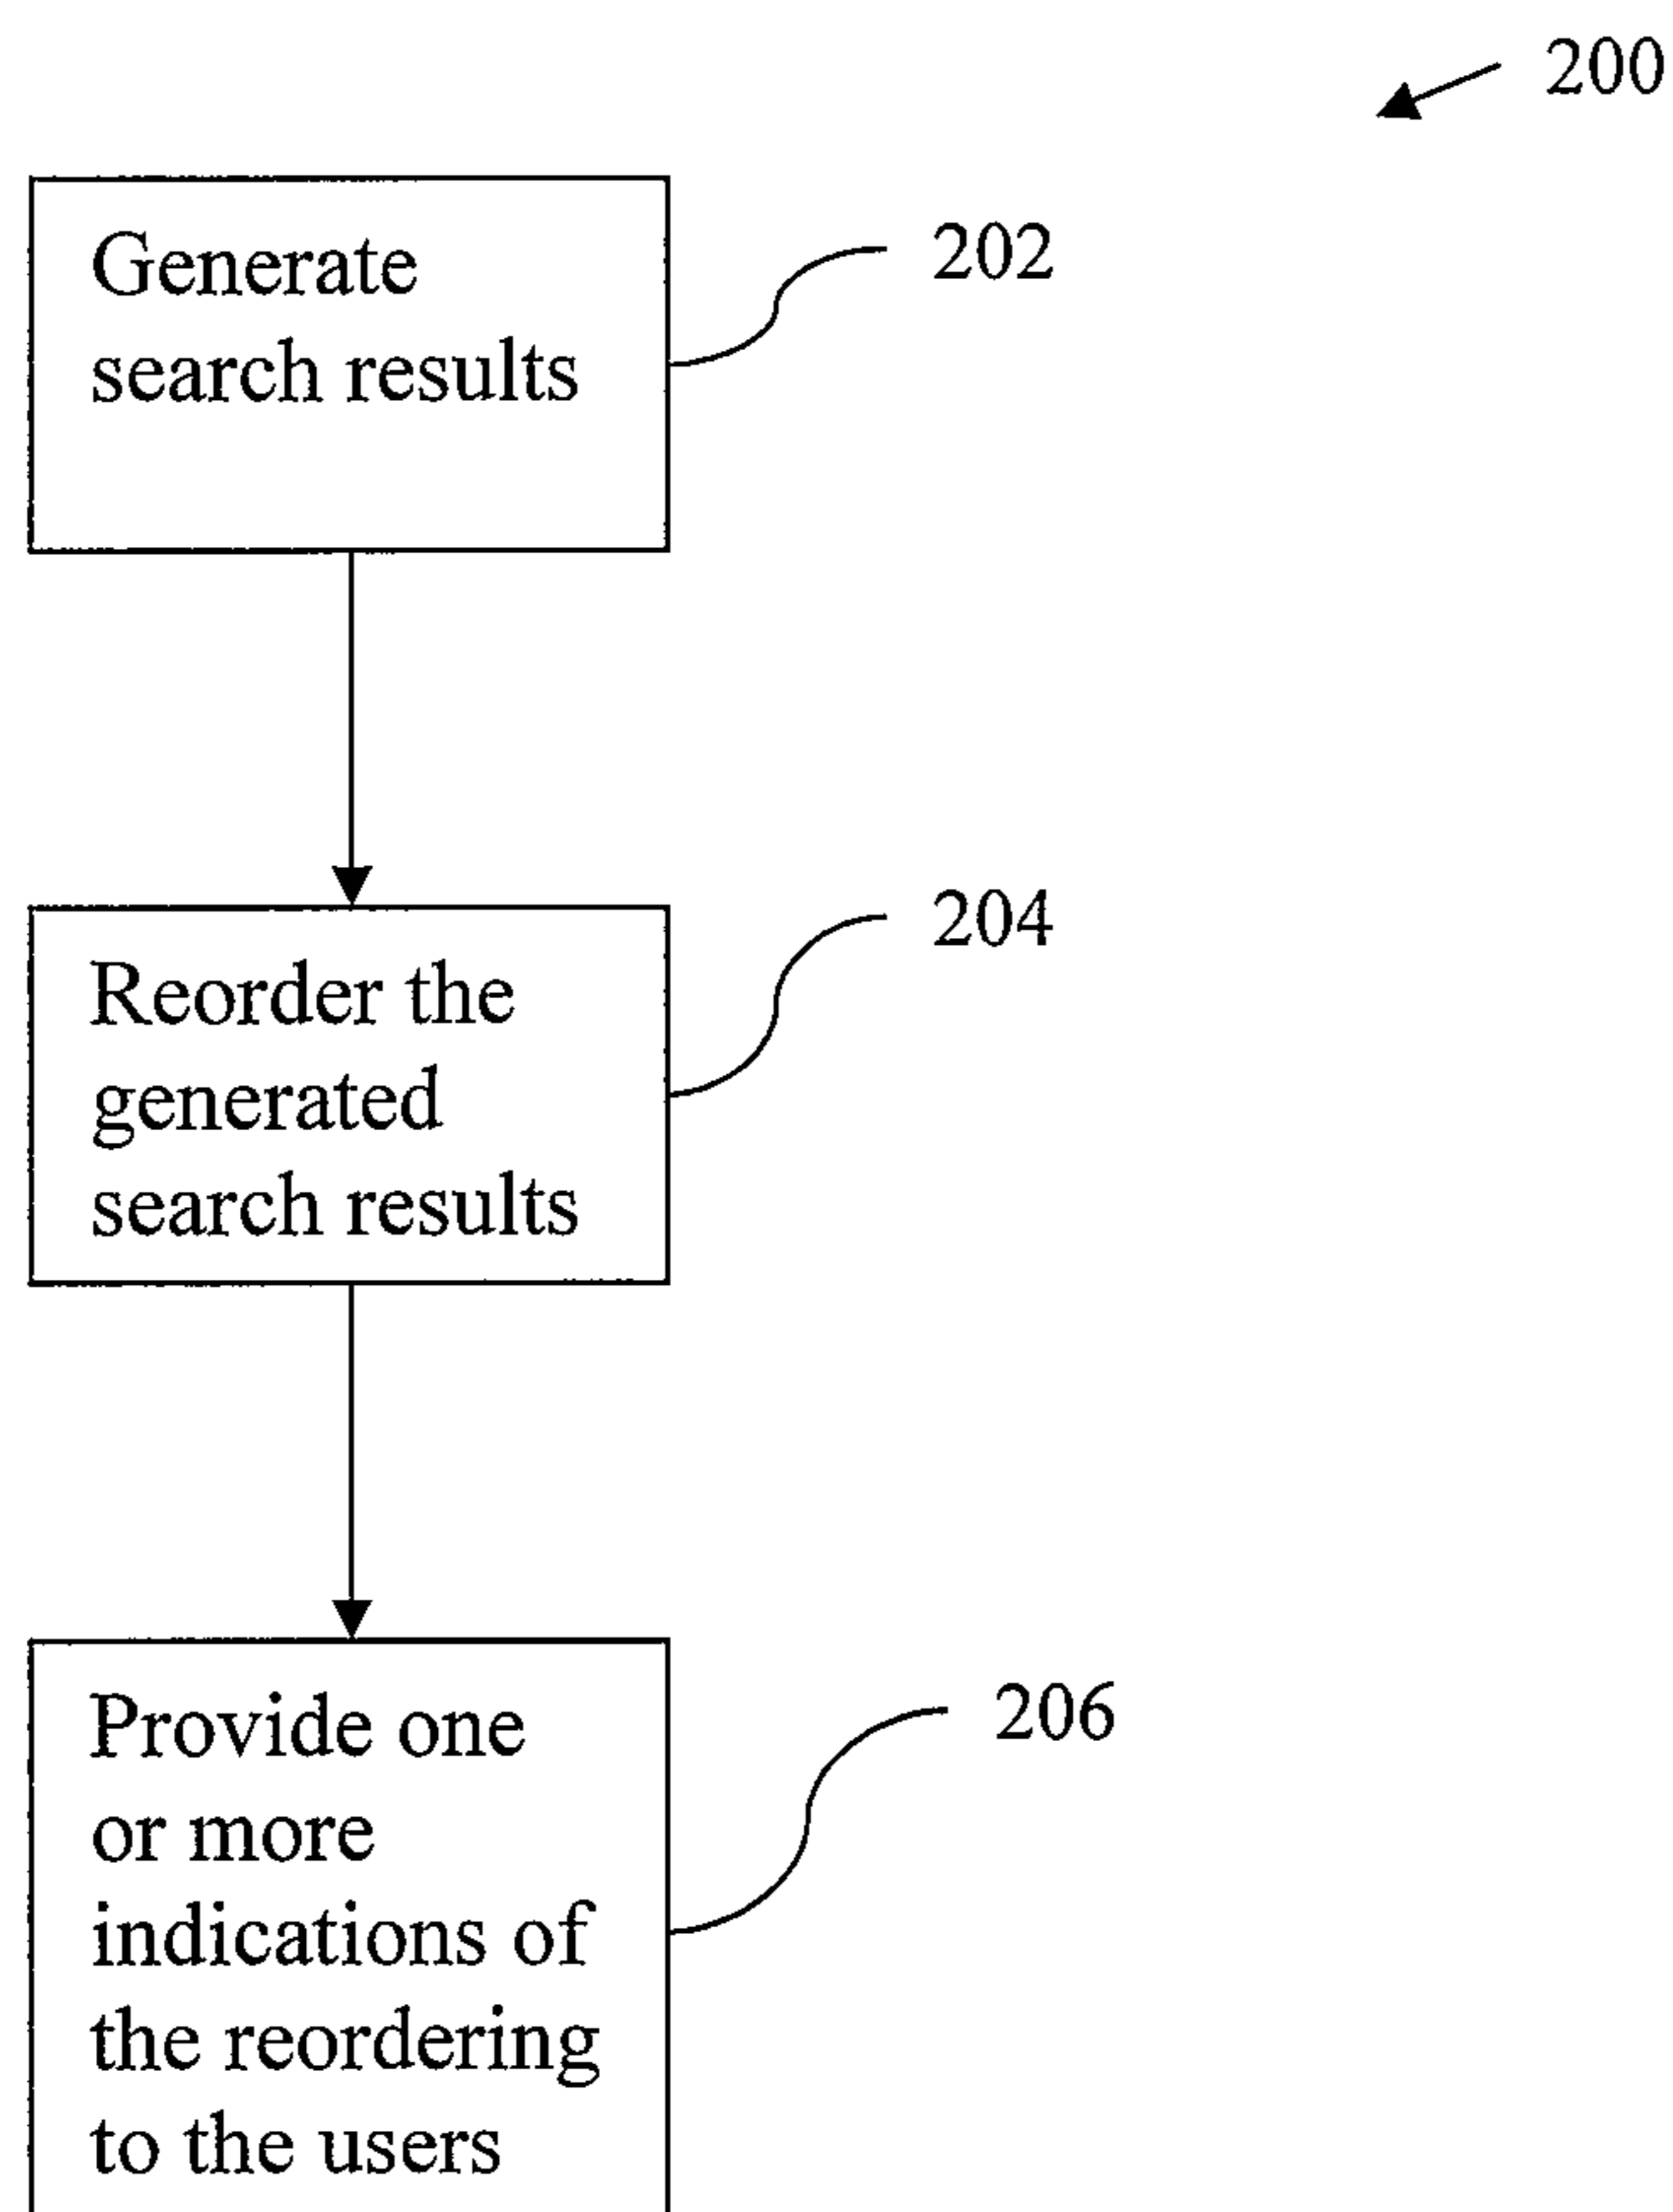 200
Generate
search results
202
Reorder the
generated
search results
204
Provide one
or more
indications of
the reordering
to the users
206